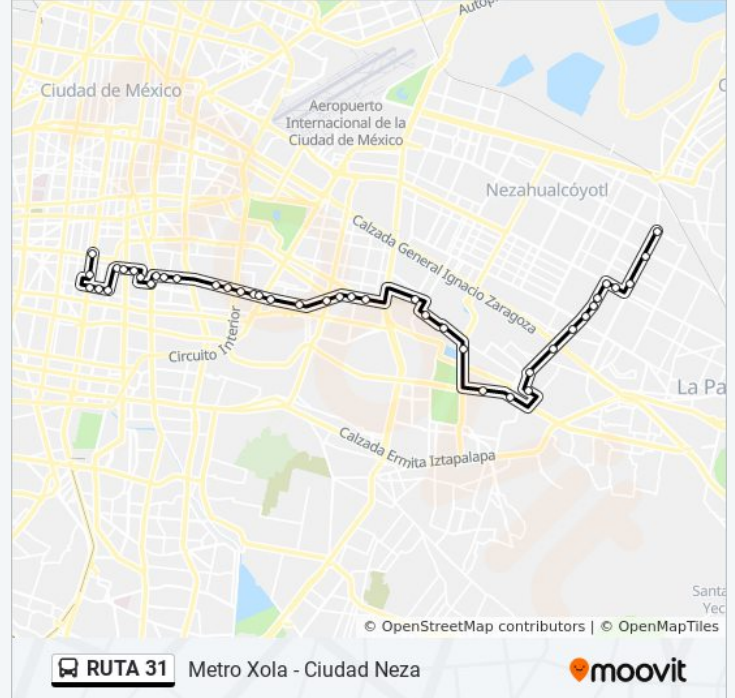 Autop
Ciudad de México
Aeropuerto
Internacional de la
Ciudad de México
Nezahualcóyotl
Calzada General Ignacio Zaragoza
Circuito Interior
La Pa
Calzada Ermita Iztapalapa
Santa
Yec
© OpenStreetMap contributors | © OpenMapTiles
RUTA 31 Metro Xola - Ciudad Neza
moovit